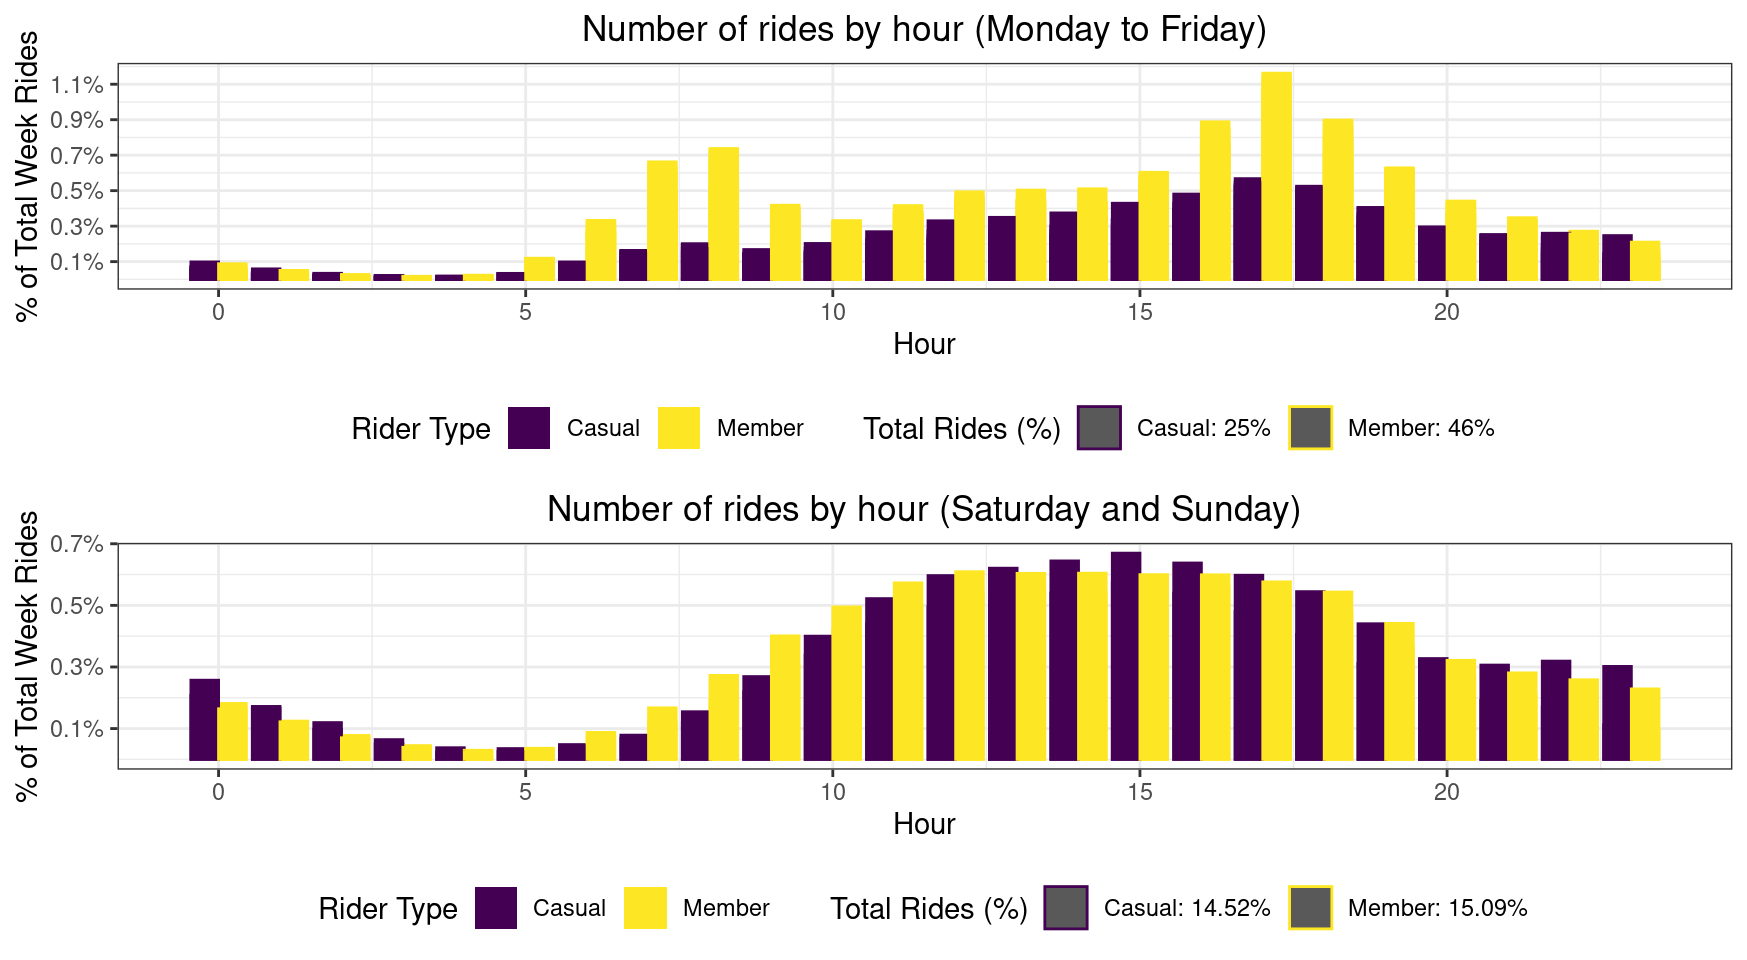 Number of rides by hour (Monday to Friday)
% of Total Week Rides
1.1%
0.9%
0.7%
0.5%
0.3%
0.1%
0 5 10 15 20
Hour
Rider Type Casual Member Total Rides (%) Casual: 25% Member: 46%
Number of rides by hour (Saturday and Sunday)
% of Total Week Rides
0.7%
0.5%
0.3%
0.1%
0 5 10 15 20
Hour
Rider Type Casual Member Total Rides (%) Casual: 14.52% Member: 15.09%